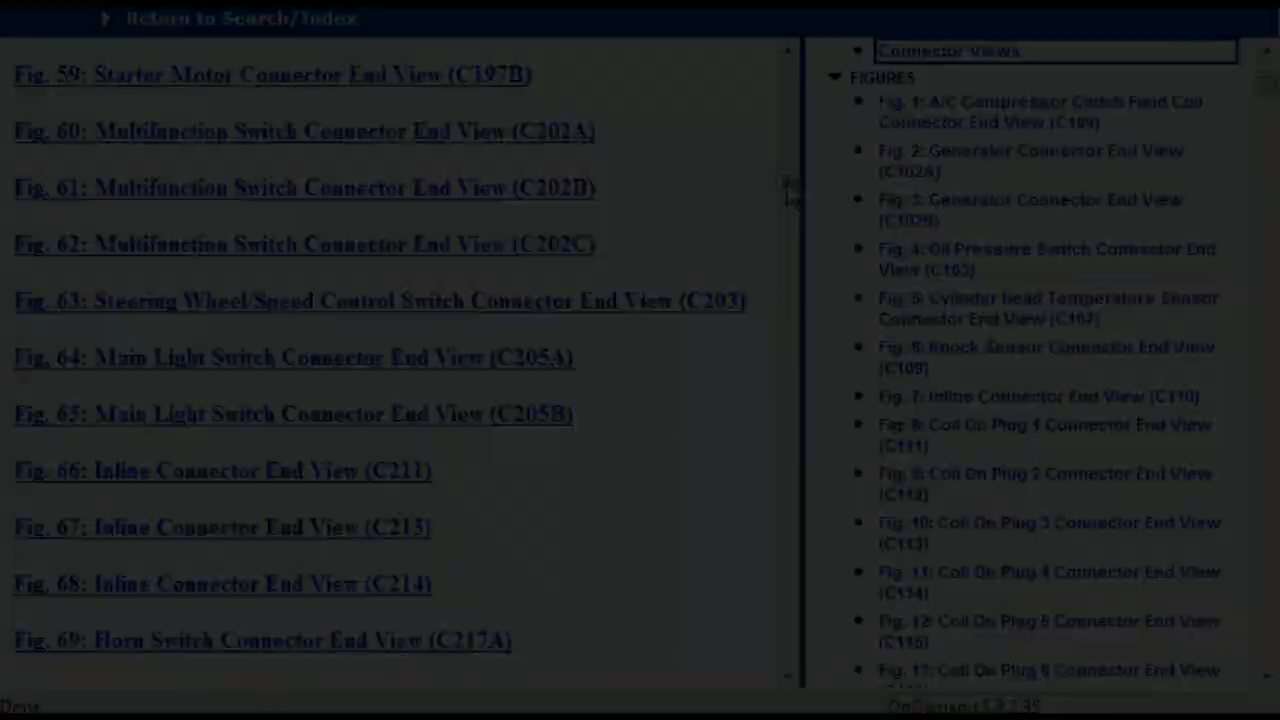 Return to Search/Index
Fig. 59: Starter Motor Connector End View (C197B)
Fig. 60: Multifunction Switch Connector End View (C202A)
Fig. 61: Multifunction Switch Connector End View (C202B)
Fig. 62: Multifunction Switch Connector End View (C202C)
Fig. 63: Steering Wheel/Speed Control Switch Connector End View (C203)
Fig. 64: Main Light Switch Connector End View (C205A)
Fig. 65: Main Light Switch Connector End View (C205B)
Fig. 66: Inline Connector End View (C211)
Fig. 67: Inline Connector End View (C213)
Fig. 68: Inline Connector End View (C214)
Fig. 69: Horn Switch Connector End View (C217A)
Done
Connector Views
FIGURES
Fig. 1: A/C Compressor Clutch Field Coil
Connector End View (C100)
Fig. 2: Generator Connector End View
(C102A)
Fig. 3: Generator Connector End View
(C102B)
Fig. 4: Oil Pressure Switch Connector End
View (C103)
Fig. 5: Cylinder head Temperature Sensor
Connector End View (C107)
Fig. 6: Knock Sensor Connector End View
(C109)
Fig. 7: Inline Connector End View (C110)
Fig. 8: Coil On Plug 1 Connector End View
(C111)
Fig. 9: Coil On Plug 2 Connector End View
(C112)
Fig. 10: Coil On Plug 3 Connector End View
(C113)
Fig. 11: Coil On Plug 4 Connector End View
(C114)
Fig. 12: Coil On Plug 5 Connector End View
(C115)
Fig. 13: Coil On Plug 6 Connector End View